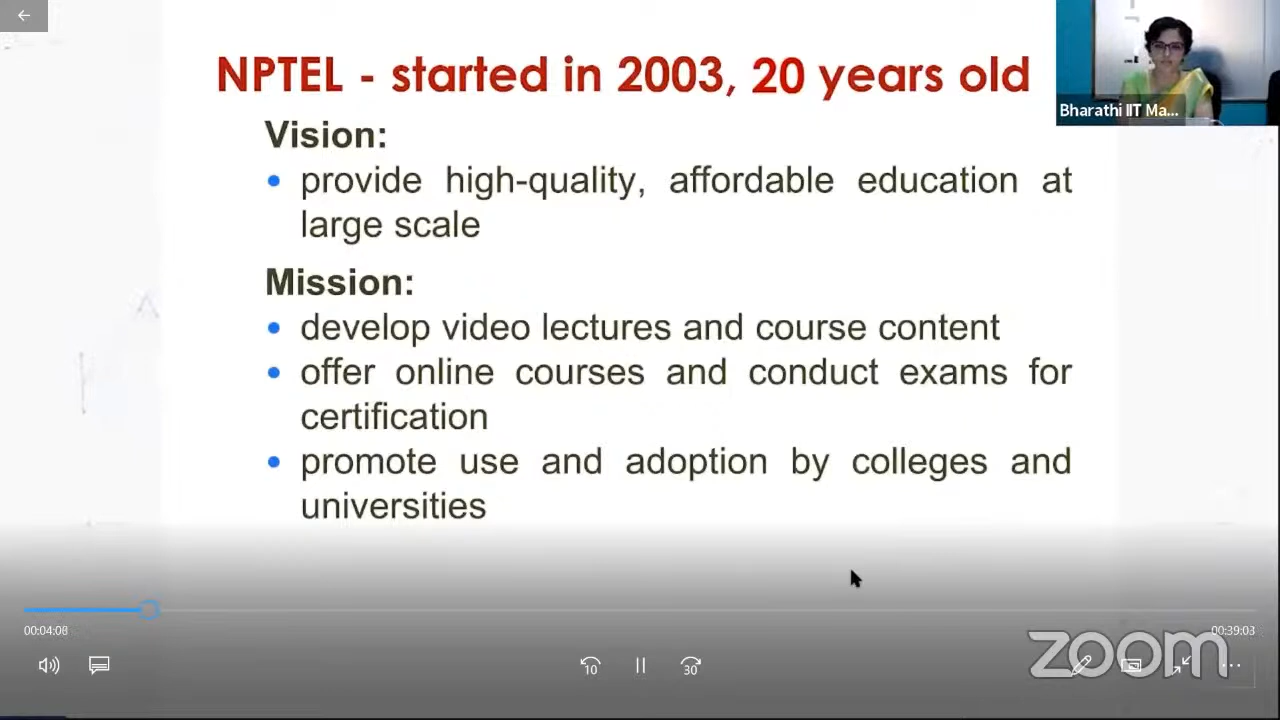 NPTEL - started in 2003, 20 years old
Bharathi IIT Ma...
Vision:
• provide high-quality, affordable education at
large scale
Mission:
• develop video lectures and course content
• offer online courses and conduct exams for
certification
• promote use and adoption by colleges and
universities
00:04:06
00:39:03
10
30
zoom